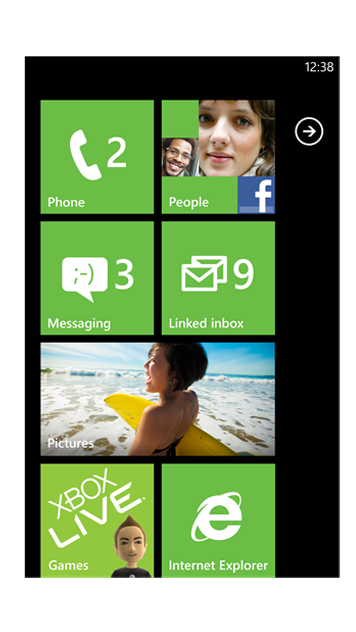 12:38
2
Phone
People
f
;-)
3
Messaging
9
Linked inbox
Pictures
XBOX
LIVE
Games
Internet Explorer